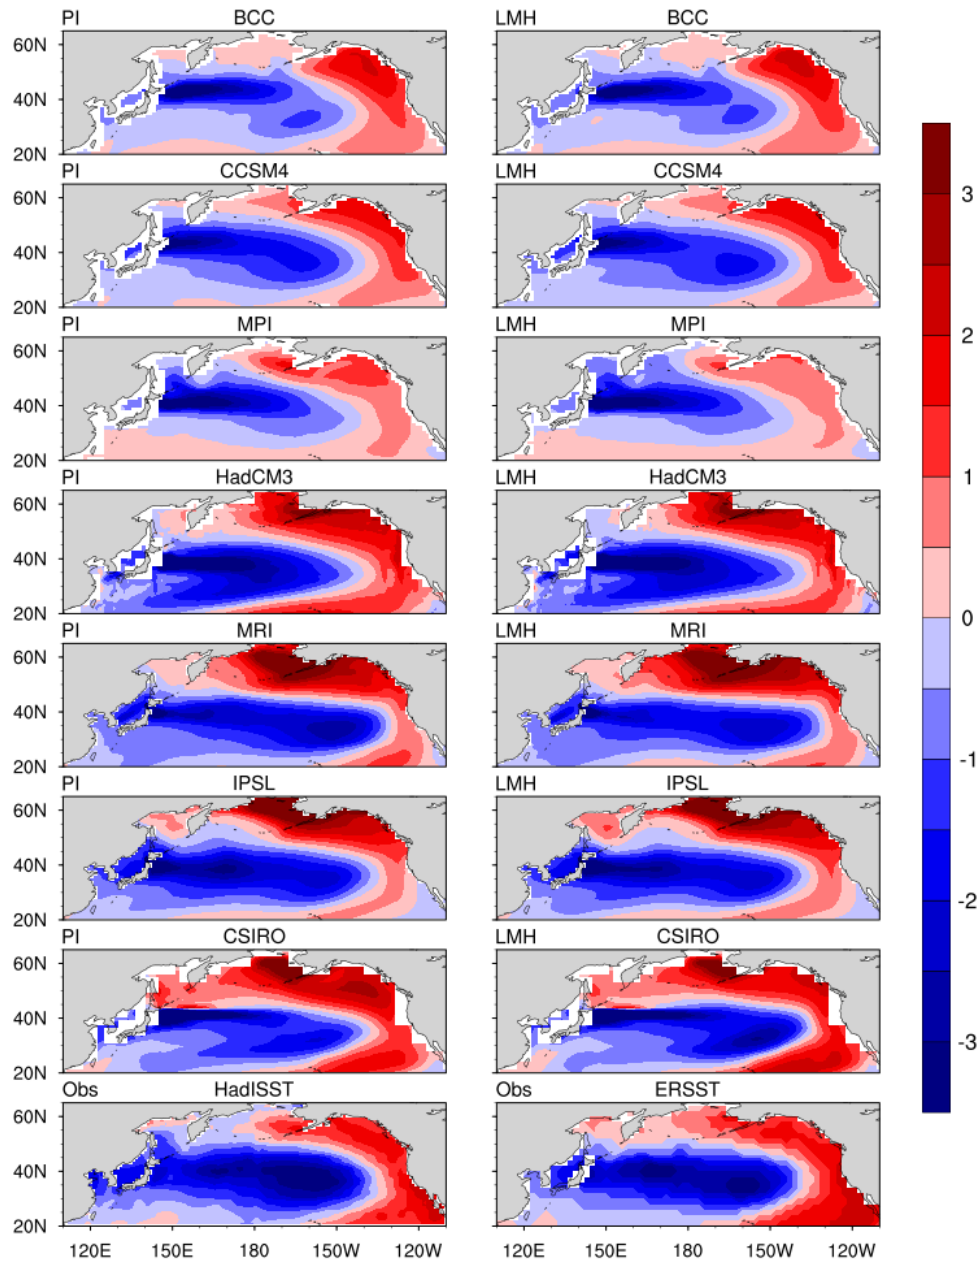 PI BCC LMH BCC
60N
40N
20N
PI CCSM4 LMH CCSM4
60N
40N
20N
PI MPI LMH MPI
60N
40N
20N
PI HadCM3 LMH HadCM3
60N
40N
20N
PI MRI LMH MRI
60N
40N
20N
PI IPSL LMH IPSL
60N
40N
20N
PI CSIRO LMH CSIRO
60N
40N
20N
Obs HadISST Obs ERSST
60N
40N
20N
120E 150E 180 150W 120W 120E 150E 180 150W 120W
3
2
1
0
-1
-2
-3